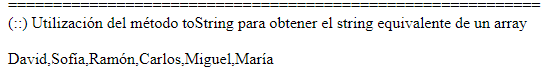 ==========================================================
(::) Utilización del método toString para obtener el string equivalente de un array
David,Sofía,Ramón,Carlos,Miguel,María